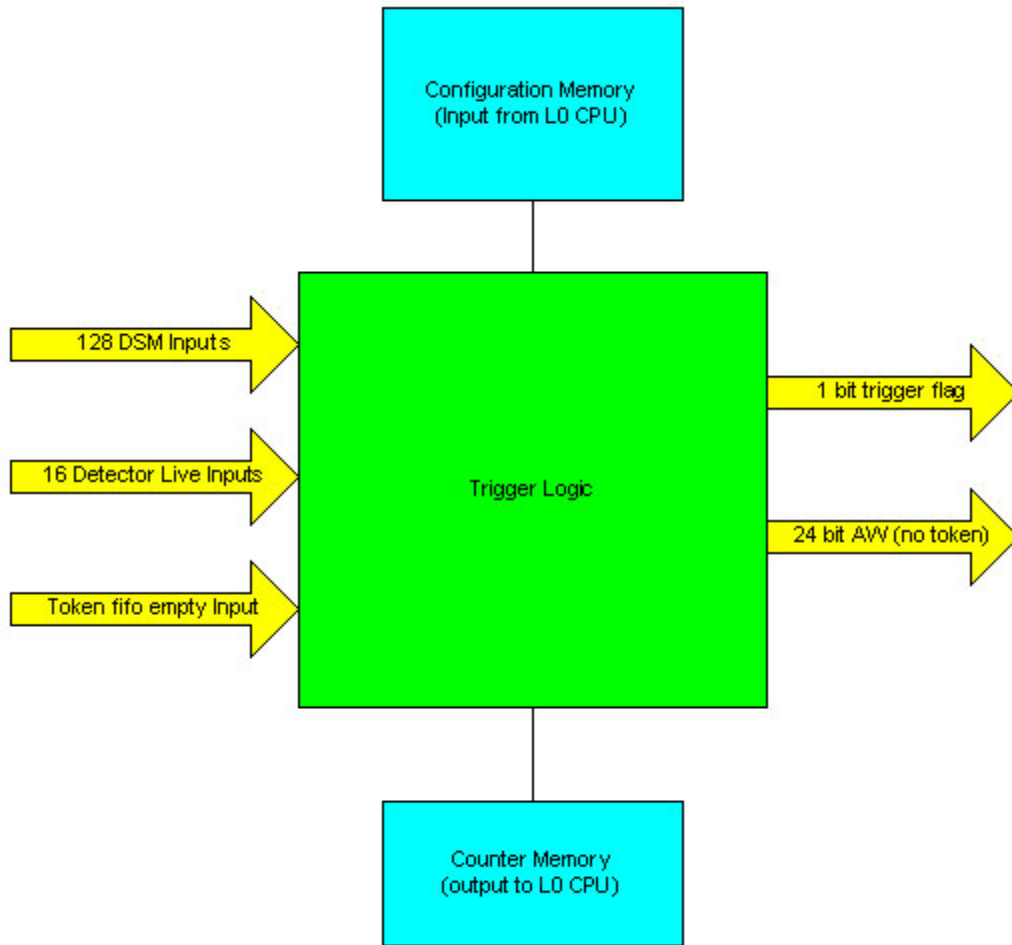 Configuration Memory
(Input from L0 CPU)
128 DSM Inputs
1 bit trigger flag
16 Detector Live Inputs
Trigger Logic
24 bit AW (no token)
Token fifo empty Input
Counter Memory
(output to L0 CPU)